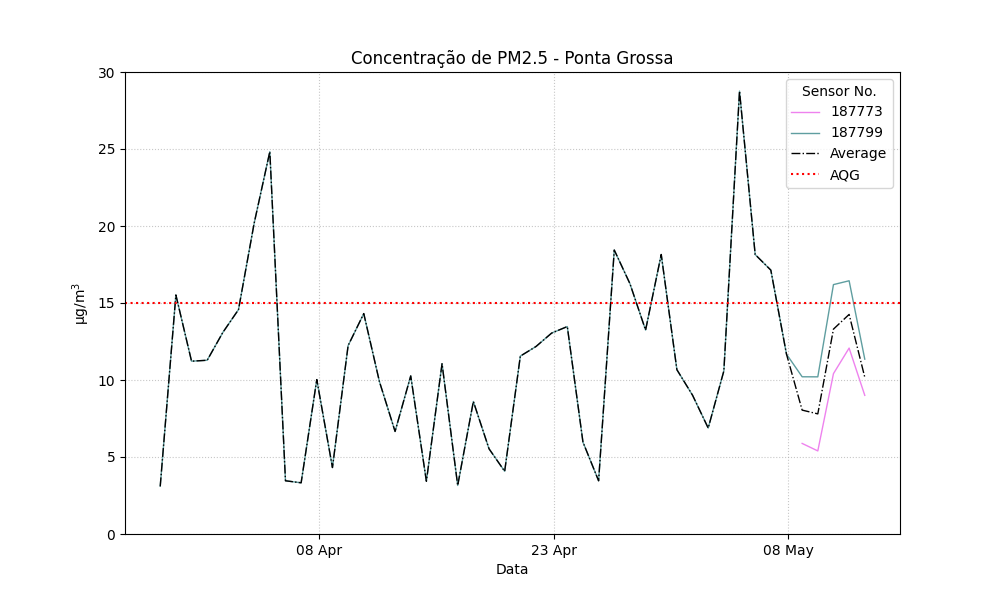 Concentração de PM2.5 - Ponta Grossa
Sensor No.
187773
187799
Average
AQG
30
25
20
15
10
5
0
µg/m³
08 Apr
23 Apr
08 May
Data